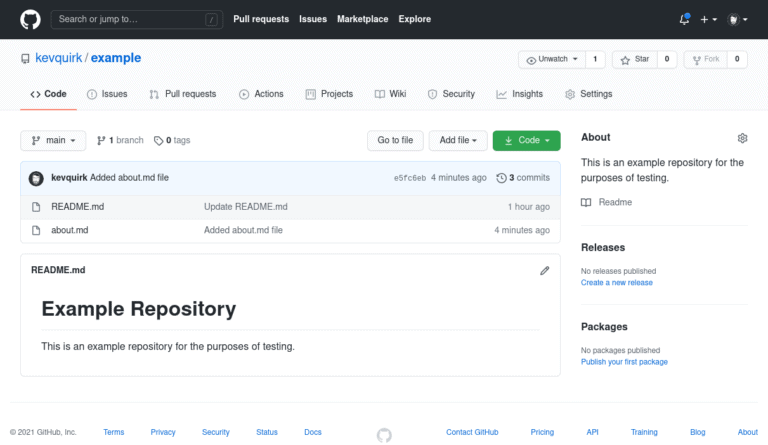 Search or jump to… /
Pull requests Issues Marketplace Explore
kevquirk / example
Unwatch 1 Star 0 Fork 0
Code Issues Pull requests Actions Projects Wiki Security Insights Settings
main 1 branch 0 tags Go to file Add file Code
kevquirk Added about.md file e5fc6eb 4 minutes ago 3 commits
README.md Update README.md 1 hour ago
about.md Added about.md file 4 minutes ago
README.md
Example Repository
This is an example repository for the purposes of testing.
About
This is an example repository for the
purposes of testing.
Readme
Releases
No releases published
Create a new release
Packages
No packages published
Publish your first package
© 2021 GitHub, Inc. Terms Privacy Security Status Docs Contact GitHub Pricing API Training Blog About